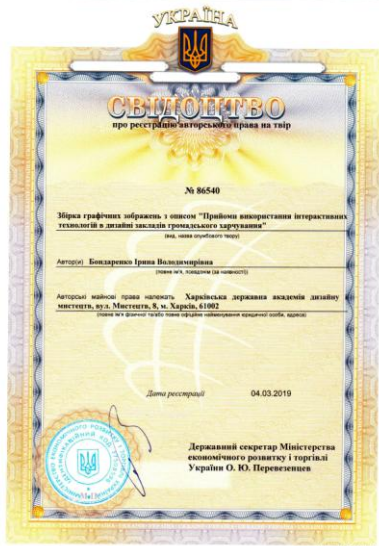 УКРАЇНА
СВІДОЦТВО
про реєстрацію авторського права на твір
№ 86540
Збірка графічних зображень з описом "Прийоми використання інтерактивних
технологій в дизайні закладів громадського харчування"
(вид, назва службового твору)
Автор(и) Бондаренко Ірина Володимирівна
(повне ім'я, псевдонім (за наявності))
Авторські майнові права належать Харківська державна академія дизайну
мистецтв, вул. Мистецтв, 8, м. Харків, 61002
(повне ім'я фізичної та/або повне офіційне найменування юридичної особи, адреса)
Дата реєстрації 04.03.2019
Державний секретар Міністерства
економічного розвитку і торгівлі
України О. Ю. Перевезенцев